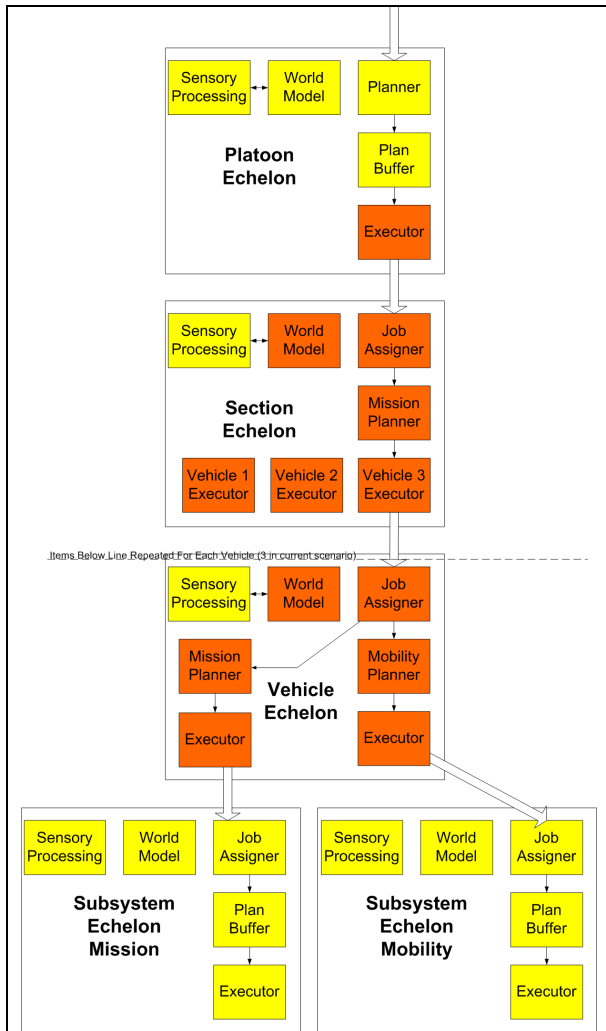 Sensory
Processing
World
Model
Planner
Platoon
Echelon
Plan
Buffer
Executor
Sensory
Processing
World
Model
Job
Assigner
Section
Echelon
Mission
Planner
Vehicle 1
Executor
Vehicle 2
Executor
Vehicle 3
Executor
Items Below Line Repeated For Each Vehicle (3 in current scenario)
Sensory
Processing
World
Model
Job
Assigner
Mission
Planner
Mobility
Planner
Vehicle
Echelon
Executor
Executor
Sensory
Processing
World
Model
Job
Assigner
Subsystem
Echelon
Mission
Plan
Buffer
Executor
Sensory
Processing
World
Model
Job
Assigner
Subsystem
Echelon
Mobility
Plan
Buffer
Executor